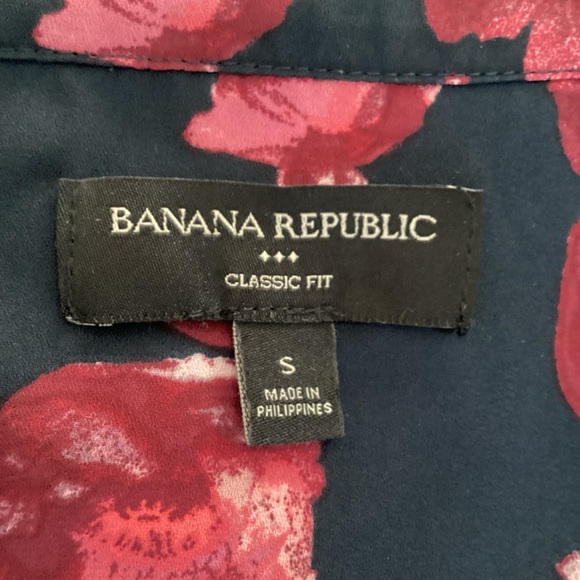 BANANA REPUBLIC
CLASSIC FIT
S
MADE IN
PHILIPPINES